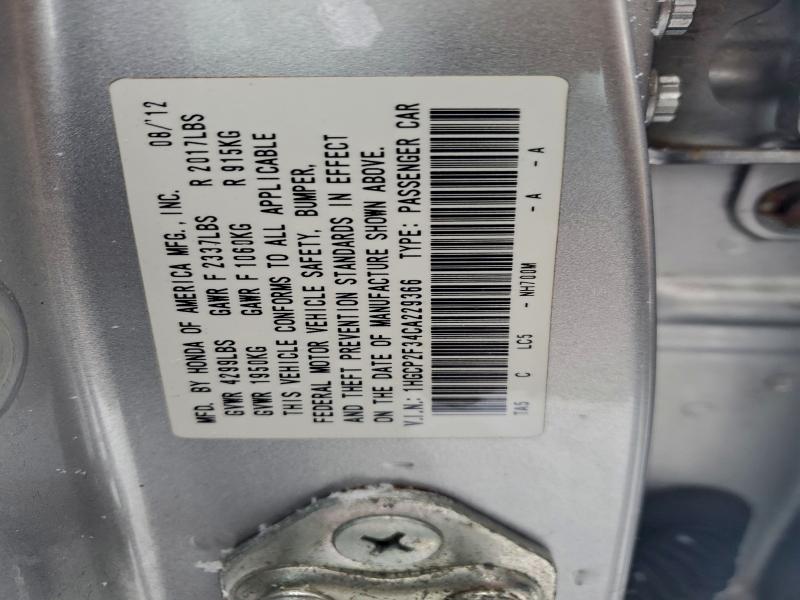 MFD. BY HONDA OF AMERICA MFG., INC. 08/'12
GVWR 4299LBS GAWR F 2337LBS R 2017LBS
GVWR 1950KG GAWR F 1060KG R 915KG
THIS VEHICLE CONFORMS TO ALL APPLICABLE
FEDERAL MOTOR VEHICLE SAFETY, BUMPER,
AND THEFT PREVENTION STANDARDS IN EFFECT
ON THE DATE OF MANUFACTURE SHOWN ABOVE.
V.I.N.: 1HGCP2F34CA229366 TYPE: PASSENGER CAR
TA5 C LC5 - NH700M - A - A